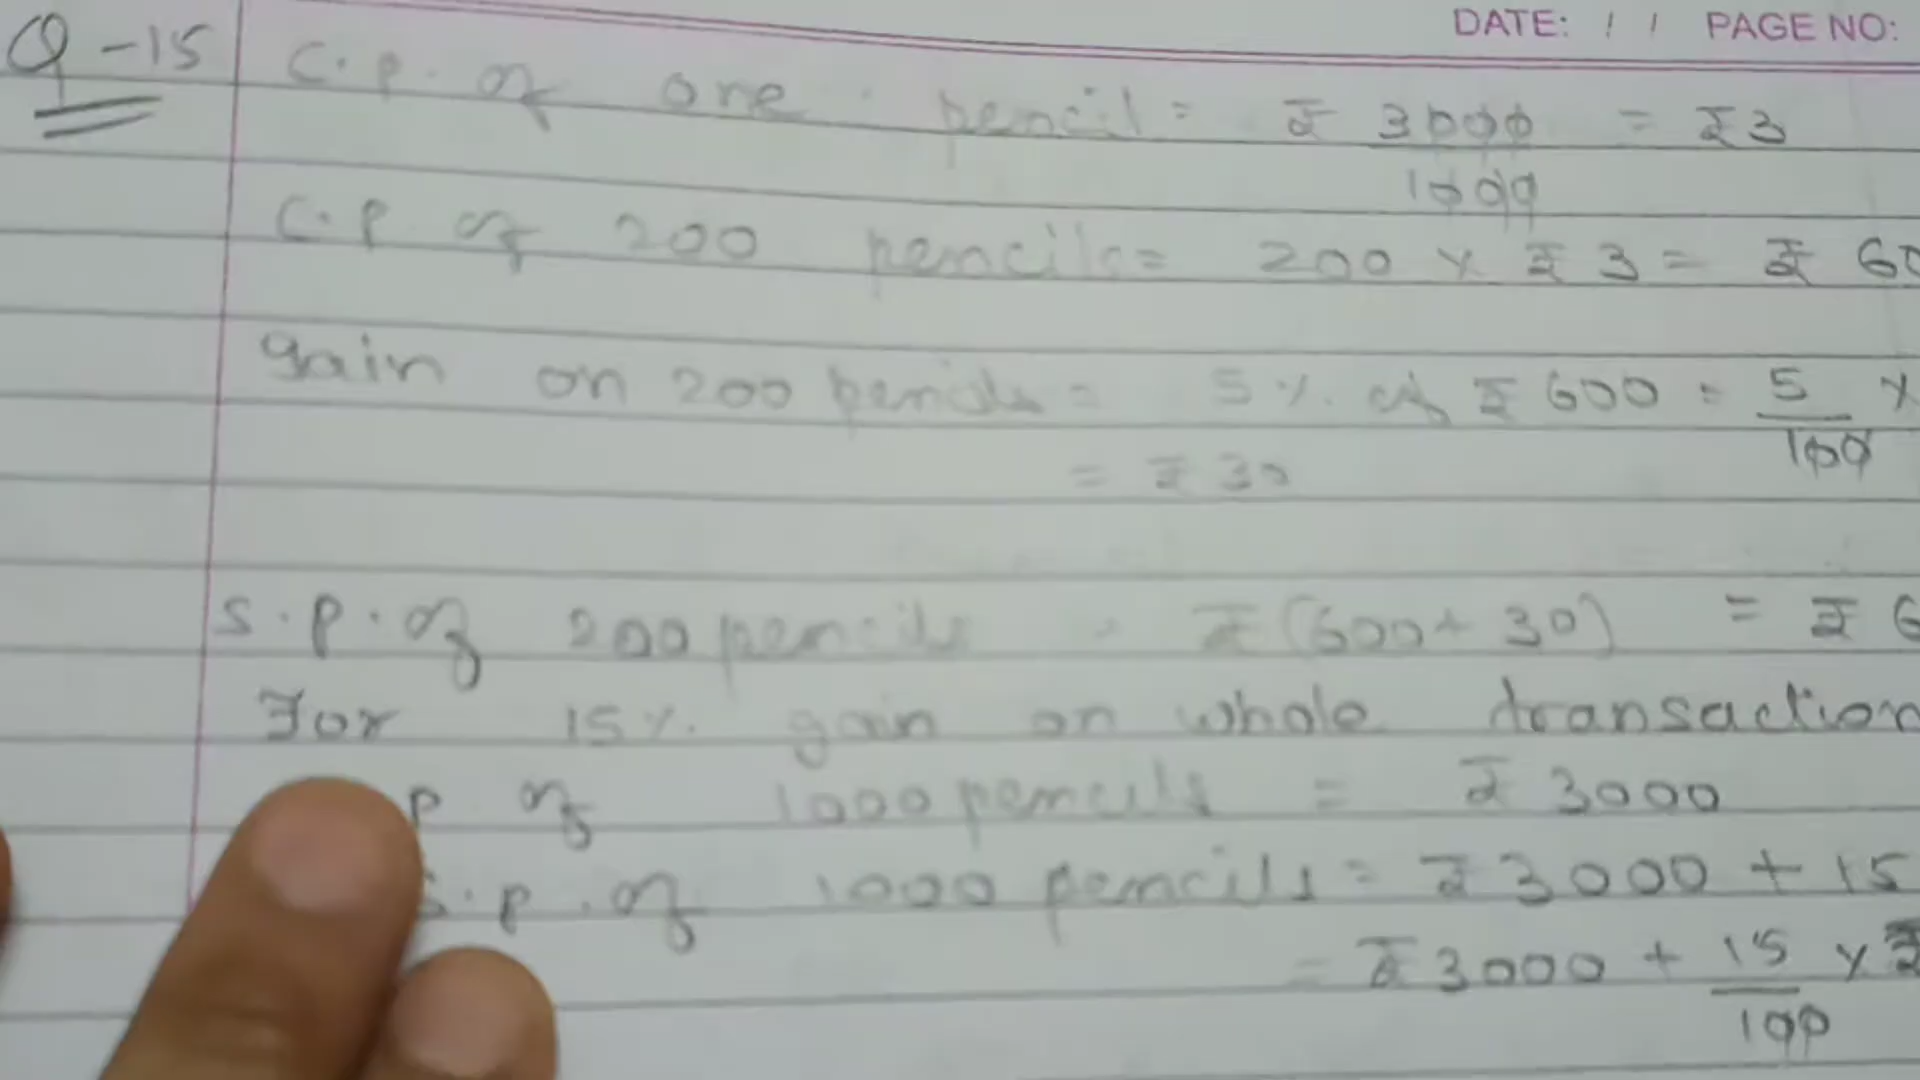 DATE: / / PAGE NO:
Q-15
C.P. of one pencil = ₹ 3000 = ₹3
1000
C.P of 200 pencils = 200 × ₹ 3 = ₹ 60
gain on 200 pencils = 5%. of ₹ 600 = 5 ×
100
= ₹ 30
S.P. of 200 pencils = ₹ (600+ 30) = ₹ 6
For 15%. gain on whole transaction
P of 1000 pencils = ₹ 3000
S.P. of 1000 pencils = ₹ 3000 + 15
= ₹ 3000 + 15 × ₹
100